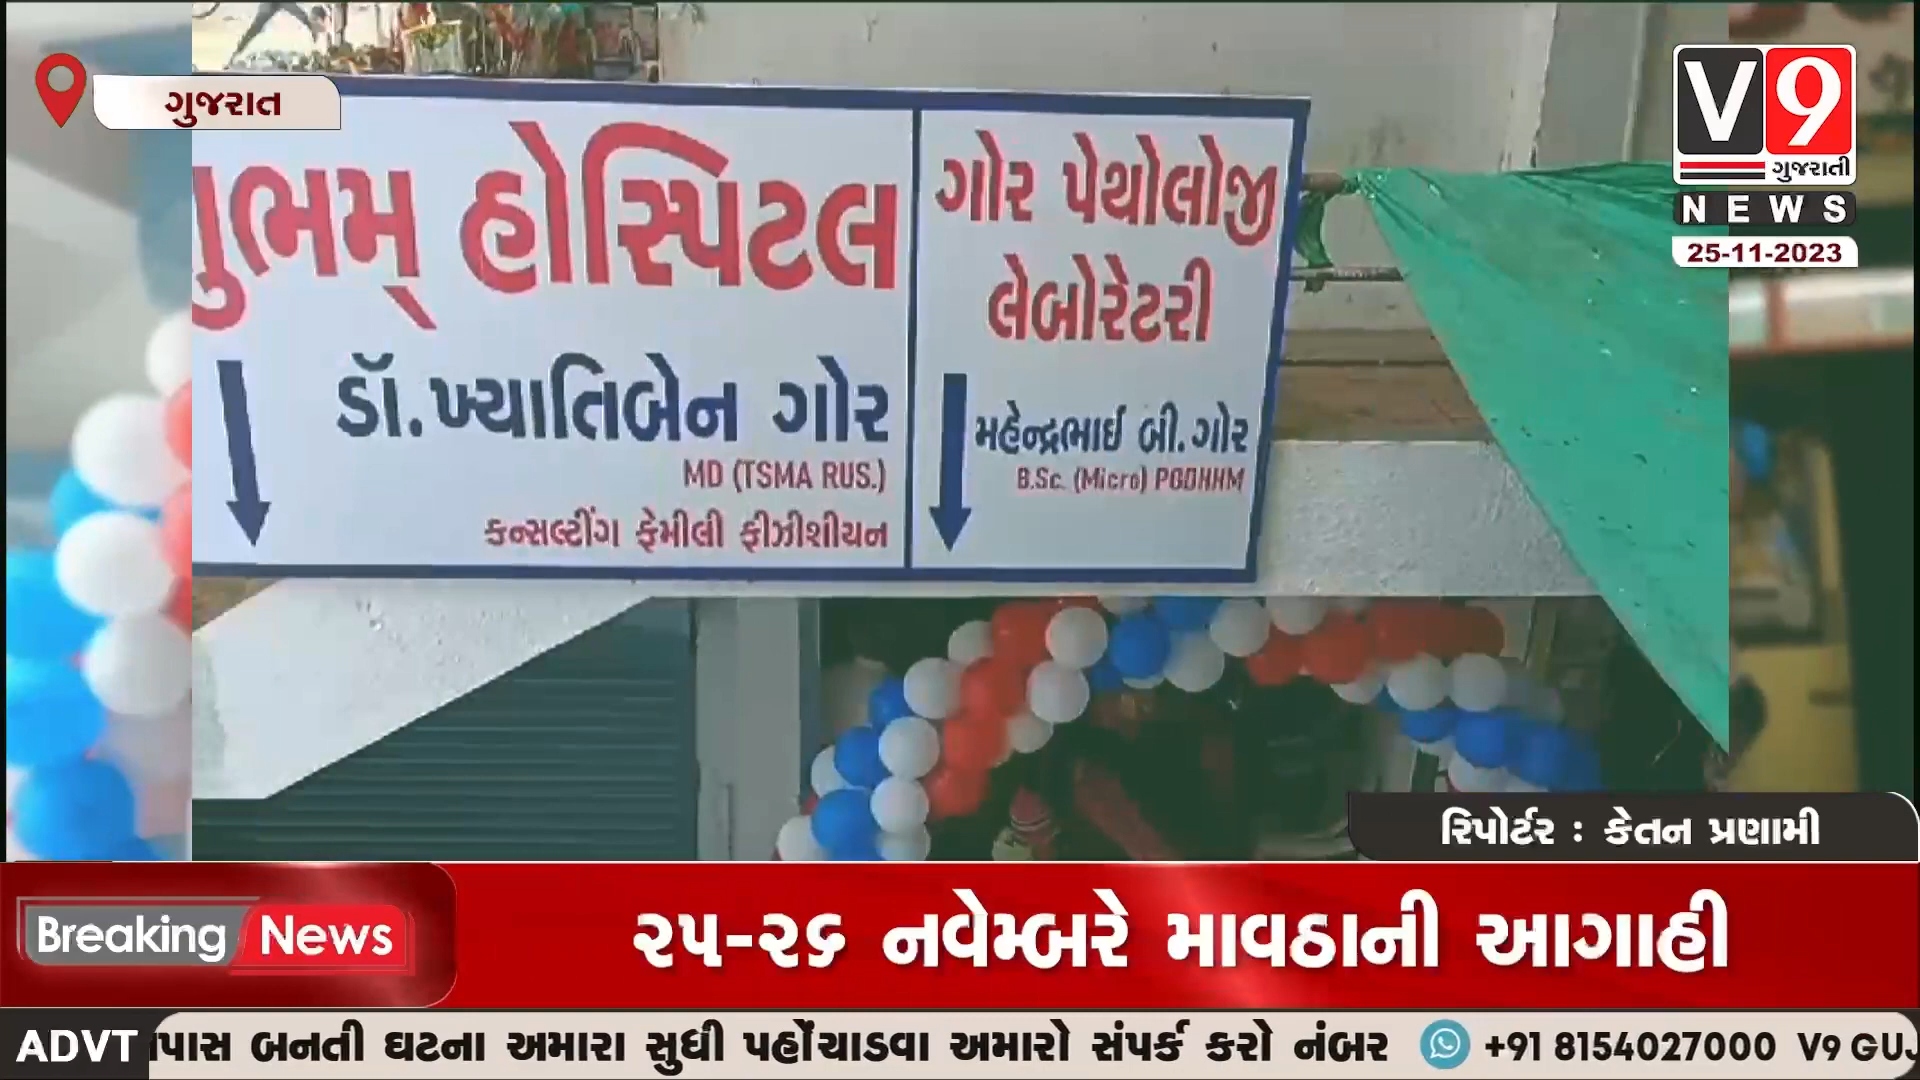 ગુજરાત
V9
ગુજરાતી
NEWS
25-11-2023
હોસ્પિટલ
ડૉ.ખ્યાતિબેન ગોર
MD (TSMA RUS.)
કન્સલ્ટીંગ ફેમીલી ફીઝીશીયન
ગોર પેથોલોજી
લેબોરેટરી
મહેન્દ્રભાઈ બી.ગોર
B.Sc. (Micro) PGDHHM
રિપોર્ટર : કેતન પ્રણામી
Breaking News
૨૫-૨૬ નવેમ્બરે માવઠાની આગાહી
ADVT
બનતી ઘટના અમારા સુધી પહોંચાડવા અમારો સંપર્ક કરો નંબર +91 8154027000 V9